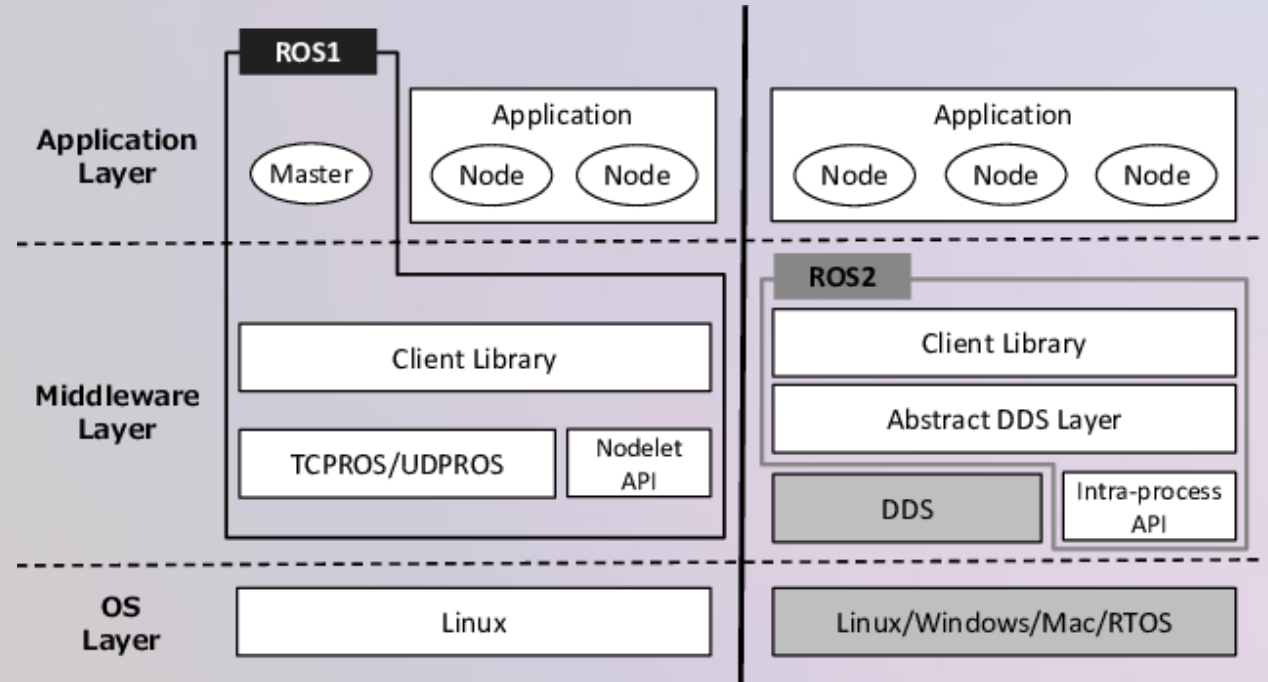 ROS1
Application
Layer
Master
Application
Node
Node
Application
Node
Node
Node
Middleware
Layer
Client Library
TCPROS/UDPROS
Nodelet
API
ROS2
Client Library
Abstract DDS Layer
DDS
Intra-process
API
OS
Layer
Linux
Linux/Windows/Mac/RTOS